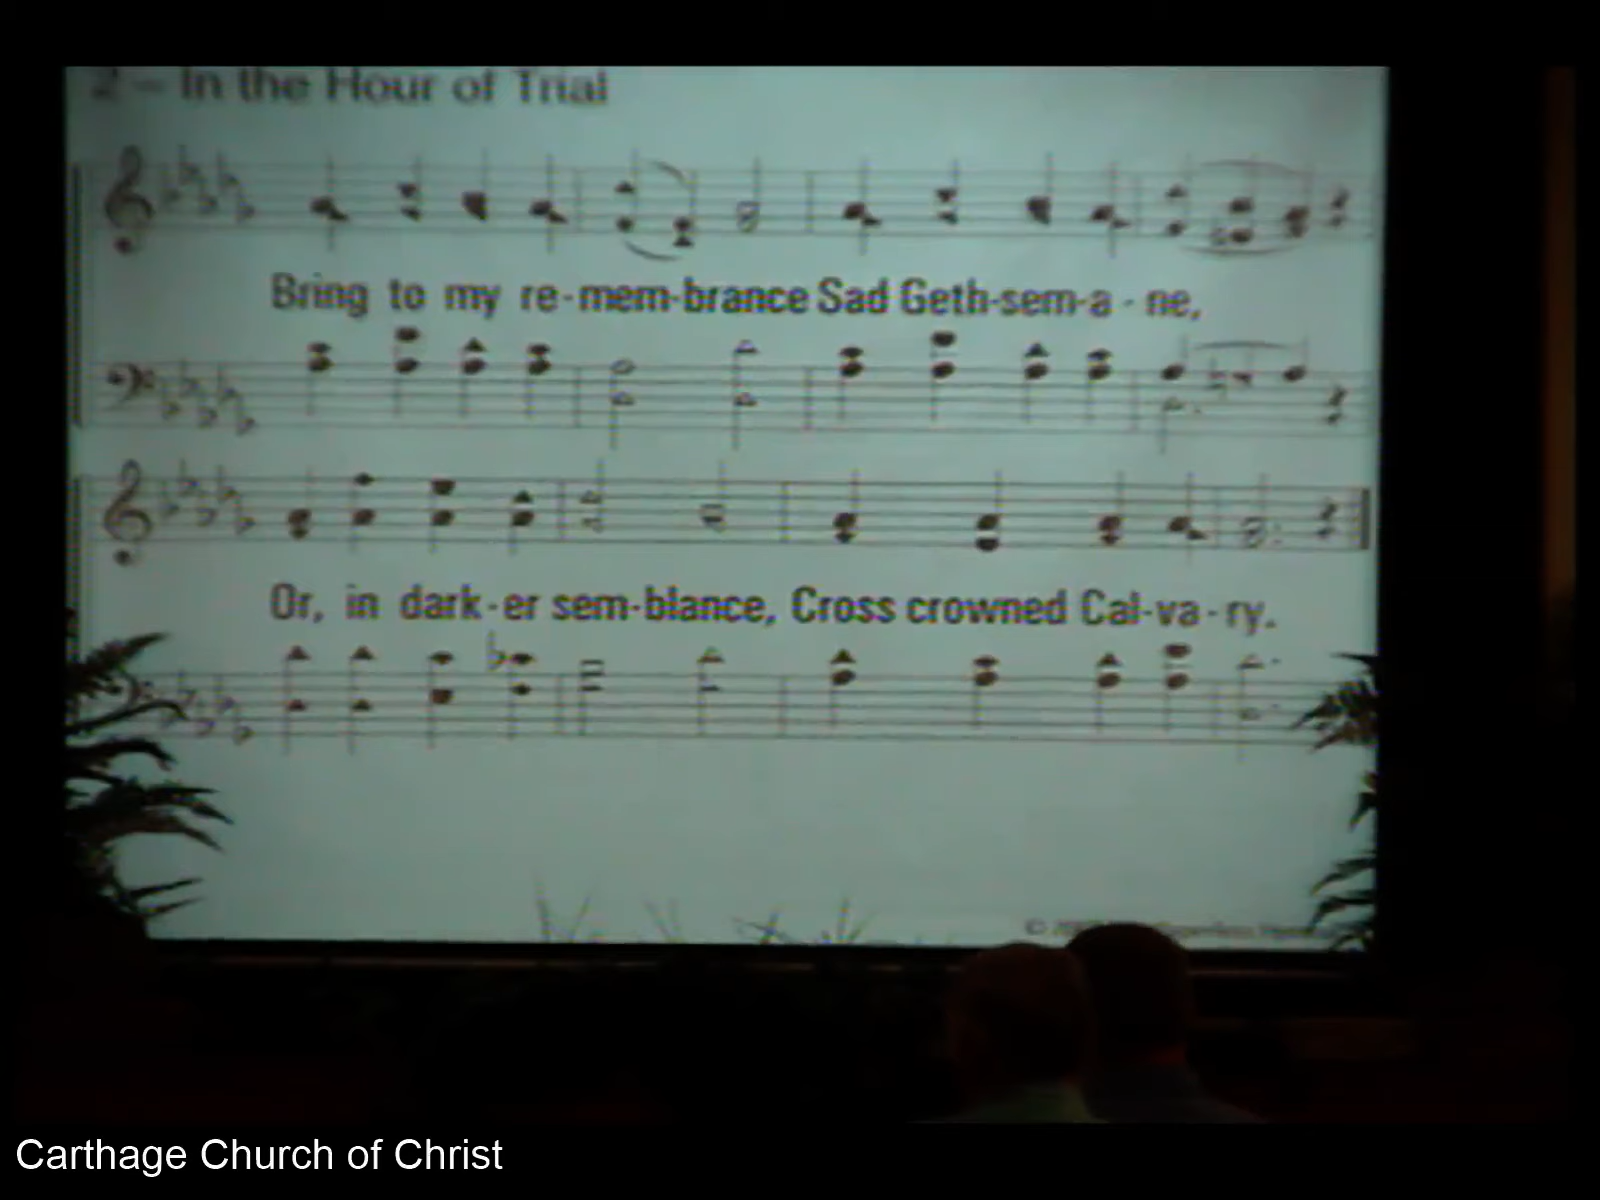 2 – In the Hour of Trial
Bring to my re-mem-brance Sad Geth-sem-a - ne,
Or, in dark-er sem-blance, Cross crowned Cal-va-ry.
©
Carthage Church of Christ